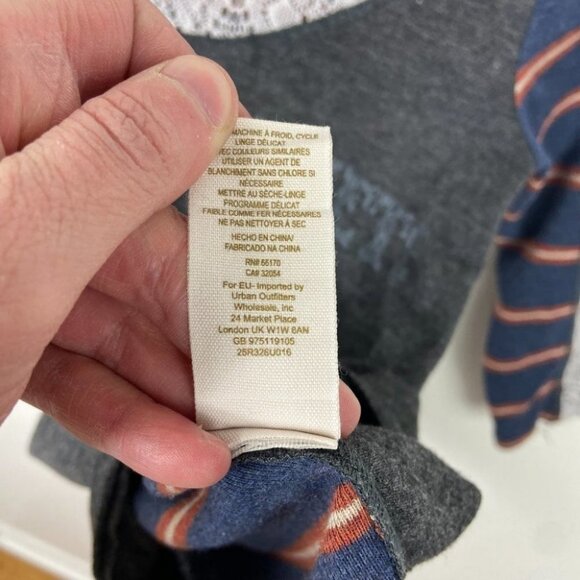 MACHINE À FROID, CYCLE
LINGE DÉLICAT
COULEURS SIMILAIRES
UTILISER UN AGENT DE
BLANCHIMENT SANS CHLORE SI
NÉCESSAIRE
METTRE AU SÈCHE-LINGE
PROGRAMME DÉLICAT
FAIBLE COMME FER NÉCESSAIRES
NE PAS NETTOYER À SEC
HECHO EN CHINA/
FABRICADO NA CHINA
RN# 66170
CA# 32054
For EU- Imported by
Urban Outfitters
Wholesale, Inc
24 Market Place
London UK W1W 8AN
GB 975119105
25R326U016